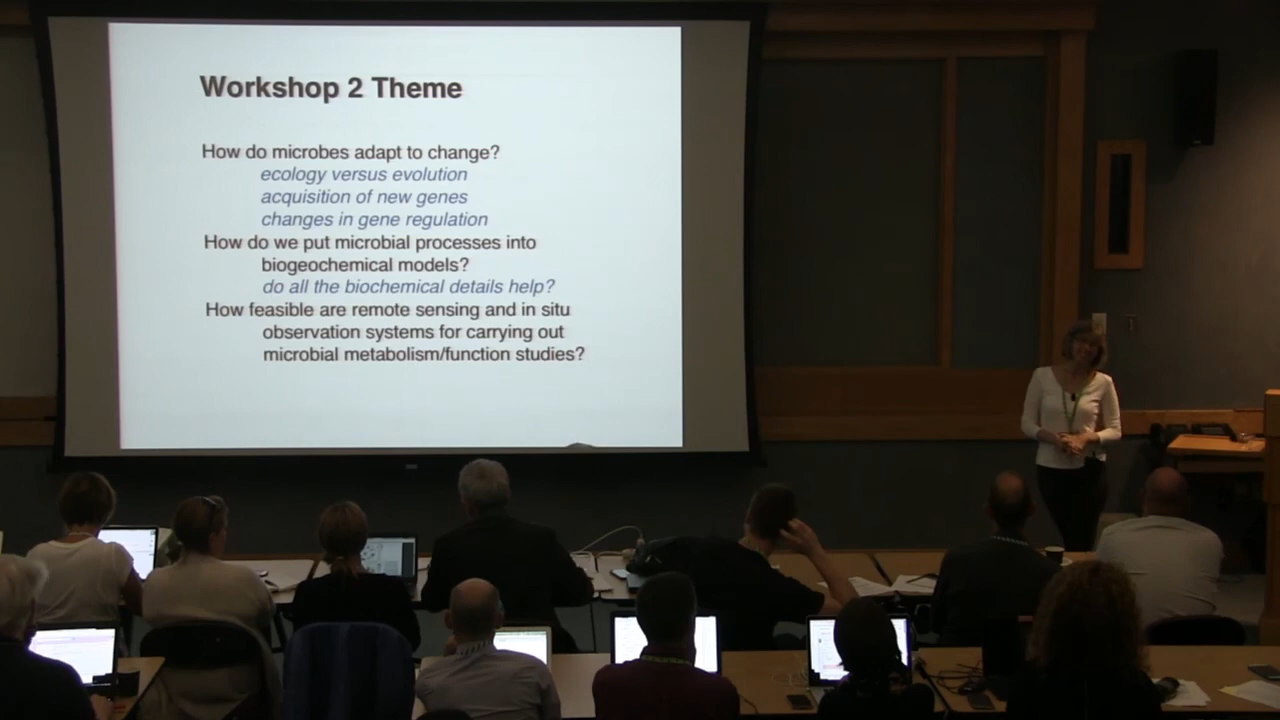 Workshop 2 Theme
How do microbes adapt to change?
ecology versus evolution
acquisition of new genes
changes in gene regulation
How do we put microbial processes into
biogeochemical models?
do all the biochemical details help?
How feasible are remote sensing and in situ
observation systems for carrying out
microbial metabolism/function studies?